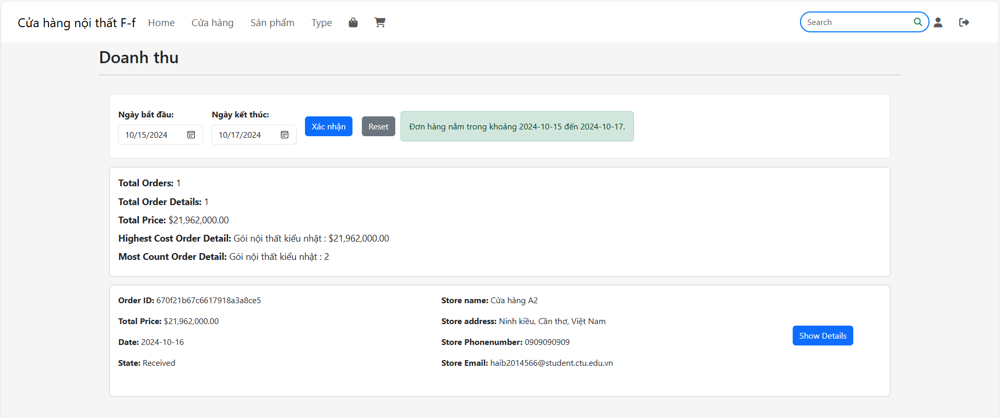 Cửa hàng nội thất F-f Home Cửa hàng Sản phẩm Type Search
Doanh thu
Ngày bắt đầu: Ngày kết thúc:
10/15/2024 10/17/2024 Xác nhận Reset Đơn hàng nằm trong khoảng 2024-10-15 đến 2024-10-17.
Total Orders: 1
Total Order Details: 1
Total Price: $21,962,000.00
Highest Cost Order Detail: Gói nội thất kiểu nhật : $21,962,000.00
Most Count Order Detail: Gói nội thất kiểu nhật : 2
Order ID: 670f21b67c6617918a3a8ce5
Total Price: $21,962,000.00
Date: 2024-10-16
State: Received
Store name: Cửa hàng A2
Store address: Ninh kiều, Cần thơ, Việt Nam
Store Phonenumber: 0909090909
Store Email: haib2014566@student.ctu.edu.vn
Show Details